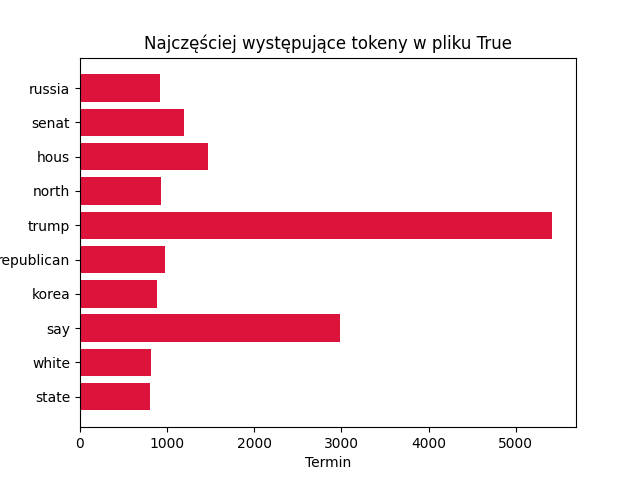 Najczęściej występujące tokeny w pliku True
russia
senat
hous
north
trump
republican
korea
say
white
state
0 1000 2000 3000 4000 5000
Termin